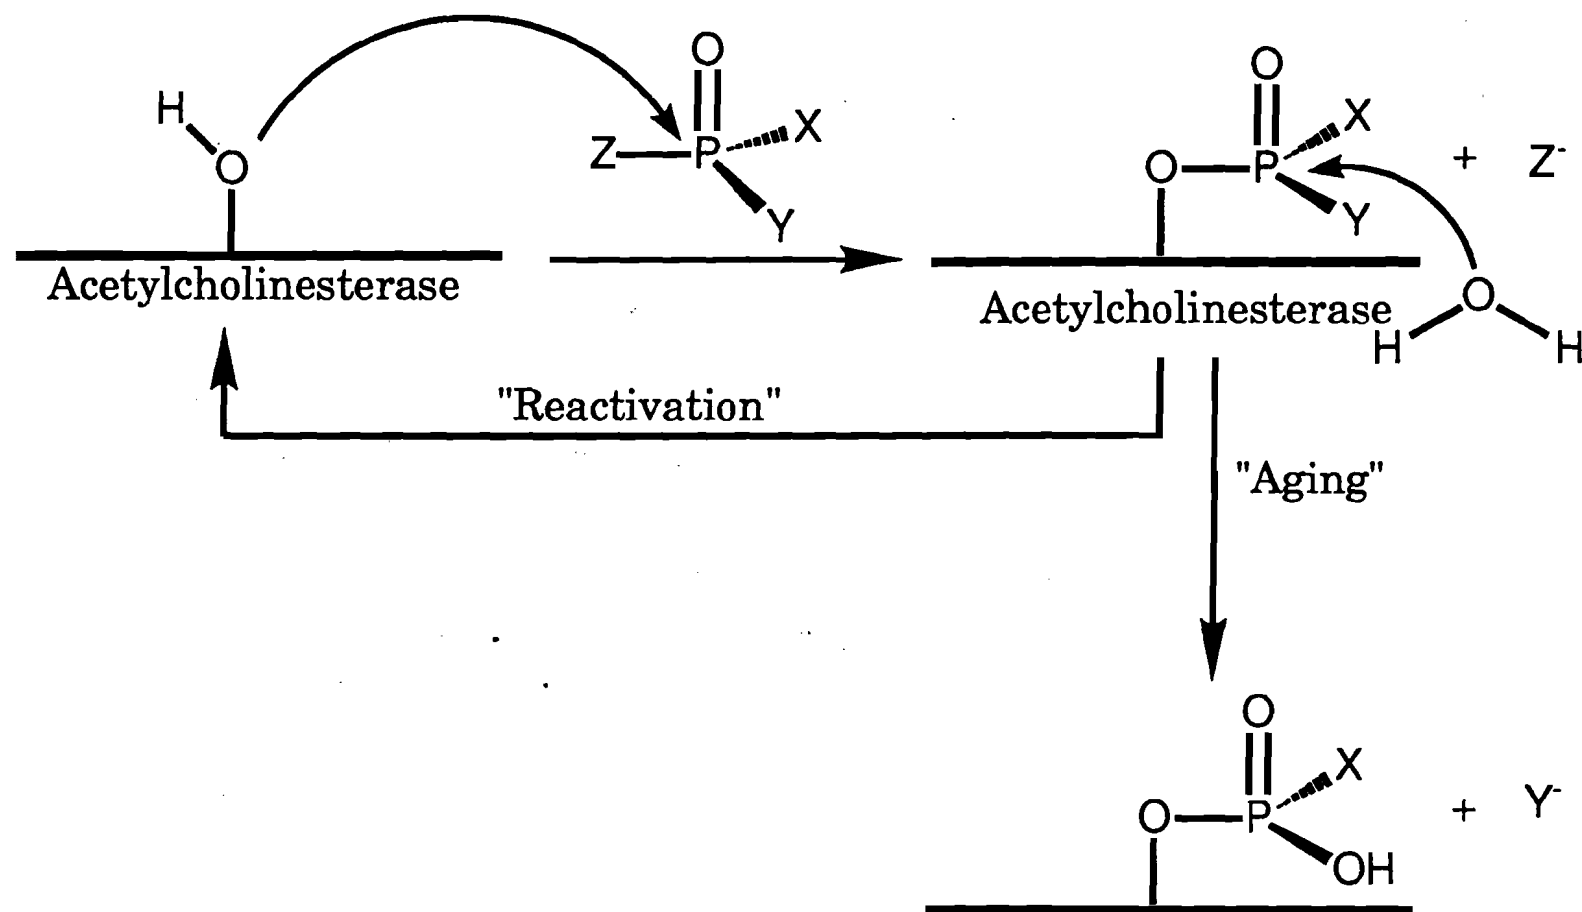 O
H
O
Z
P
X
Y
Acetylcholinesterase
O
X
O
P
+ Z-
Y
Acetylcholinesterase
O
H
H
"Reactivation"
"Aging"
O
X
O
P
+ Y-
OH